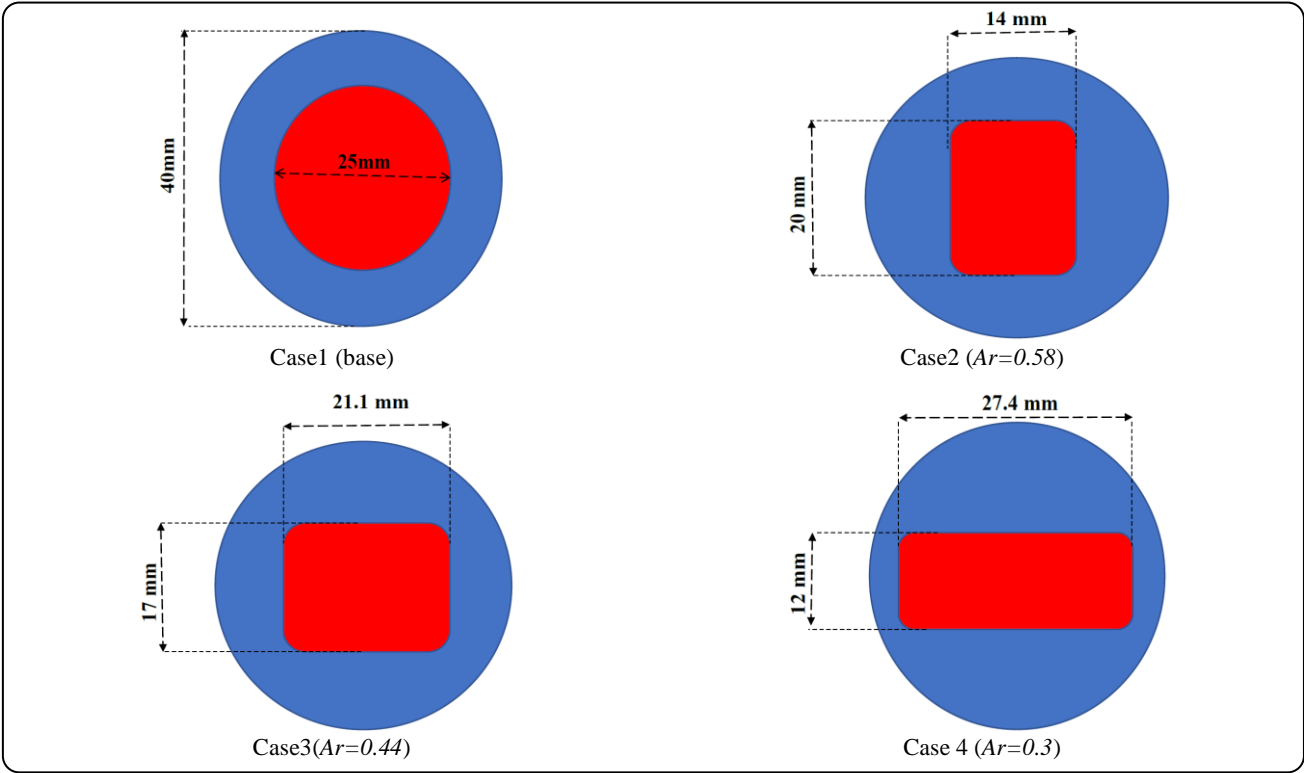 14 mm
40mm
25mm
20 mm
Case1 (base)
Case2 (Ar=0.58)
21.1 mm
27.4 mm
17 mm
12 mm
Case3(Ar=0.44)
Case 4 (Ar=0.3)